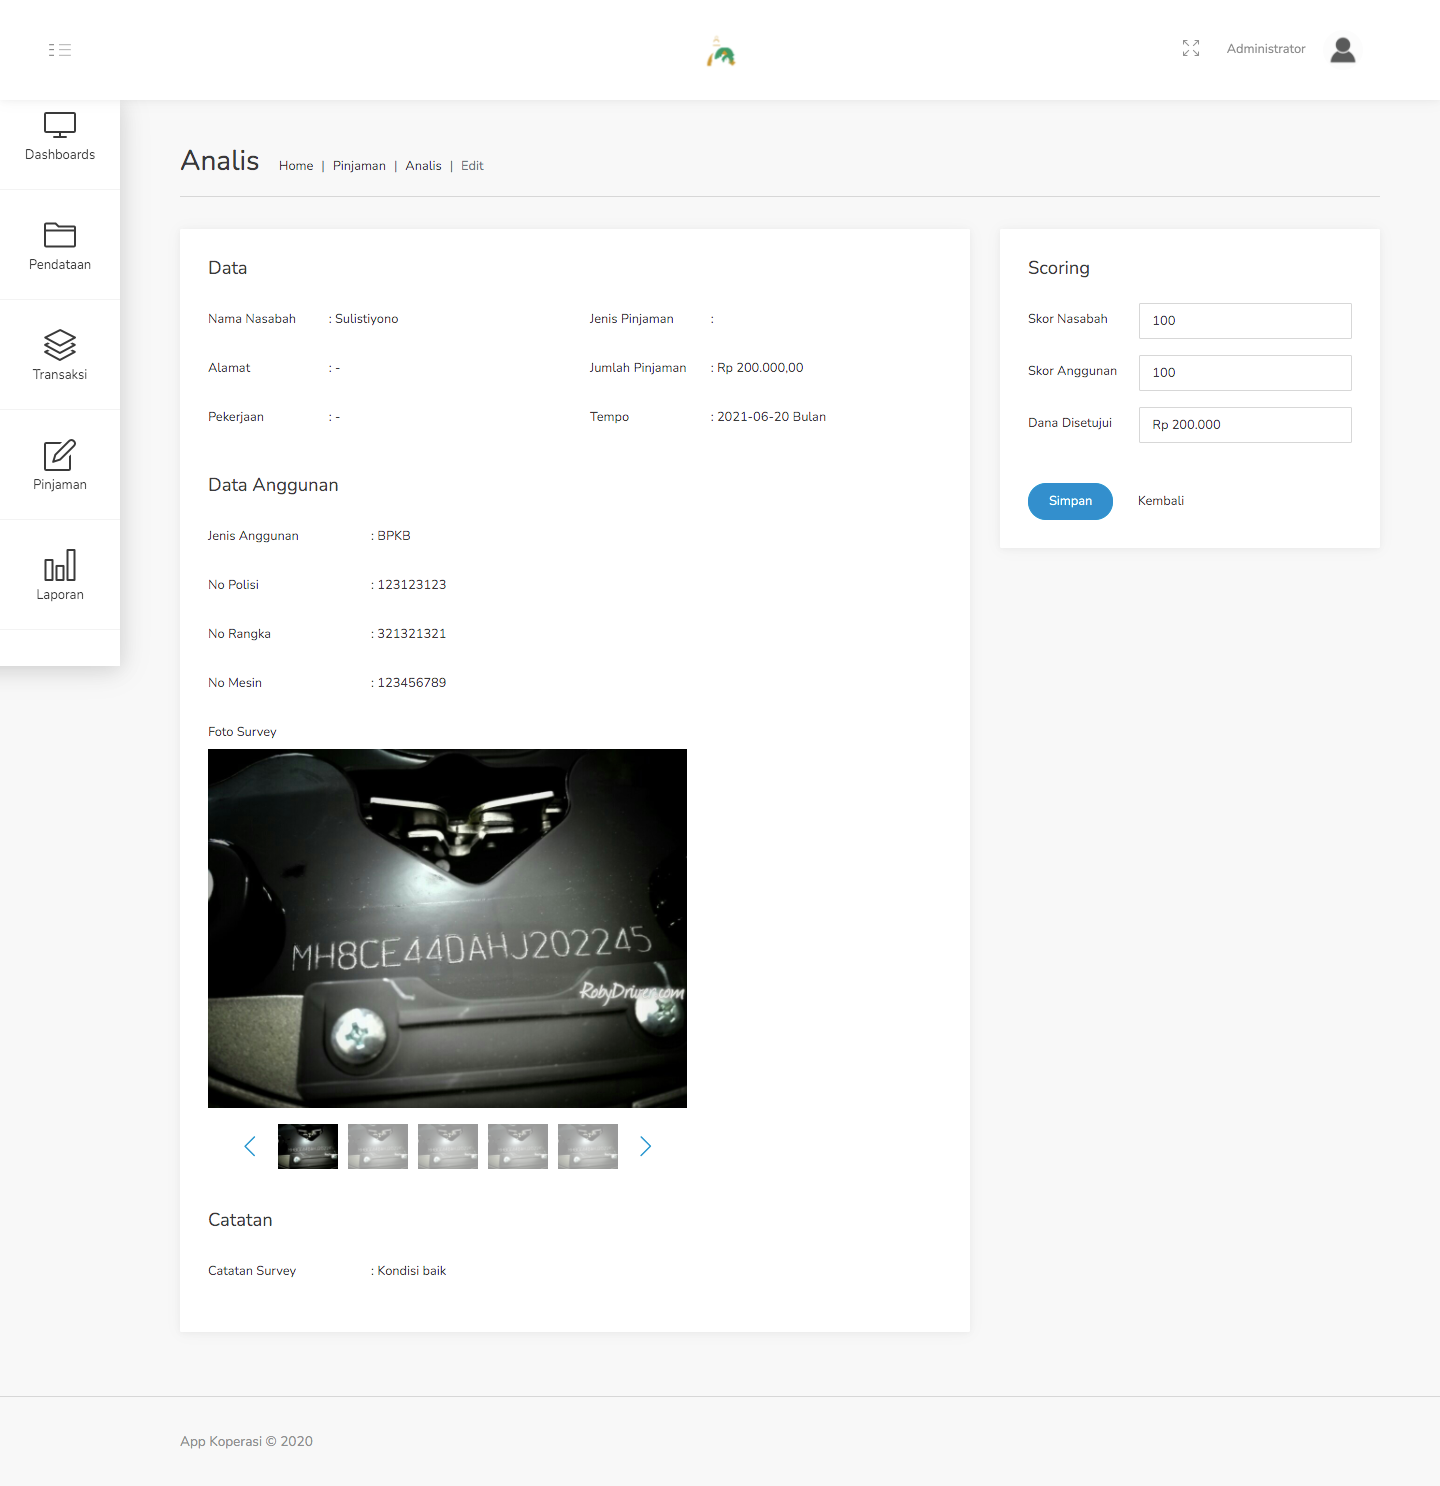 Administrator
Dashboards
Pendataan
Transaksi
Pinjaman
Laporan
Analis
Home | Pinjaman | Analis | Edit
Data
Nama Nasabah : Sulistiyono
Jenis Pinjaman :
Alamat : -
Jumlah Pinjaman : Rp 200.000,00
Pekerjaan : -
Tempo : 2021-06-20 Bulan
Data Anggunan
Jenis Anggunan : BPKB
No Polisi : 123123123
No Rangka : 321321321
No Mesin : 123456789
Foto Survey
MH8CE44DAHJ202245
RobyDriver.com
Catatan
Catatan Survey : Kondisi baik
Scoring
Skor Nasabah 100
Skor Anggunan 100
Dana Disetujui Rp 200.000
Simpan Kembali
App Koperasi © 2020